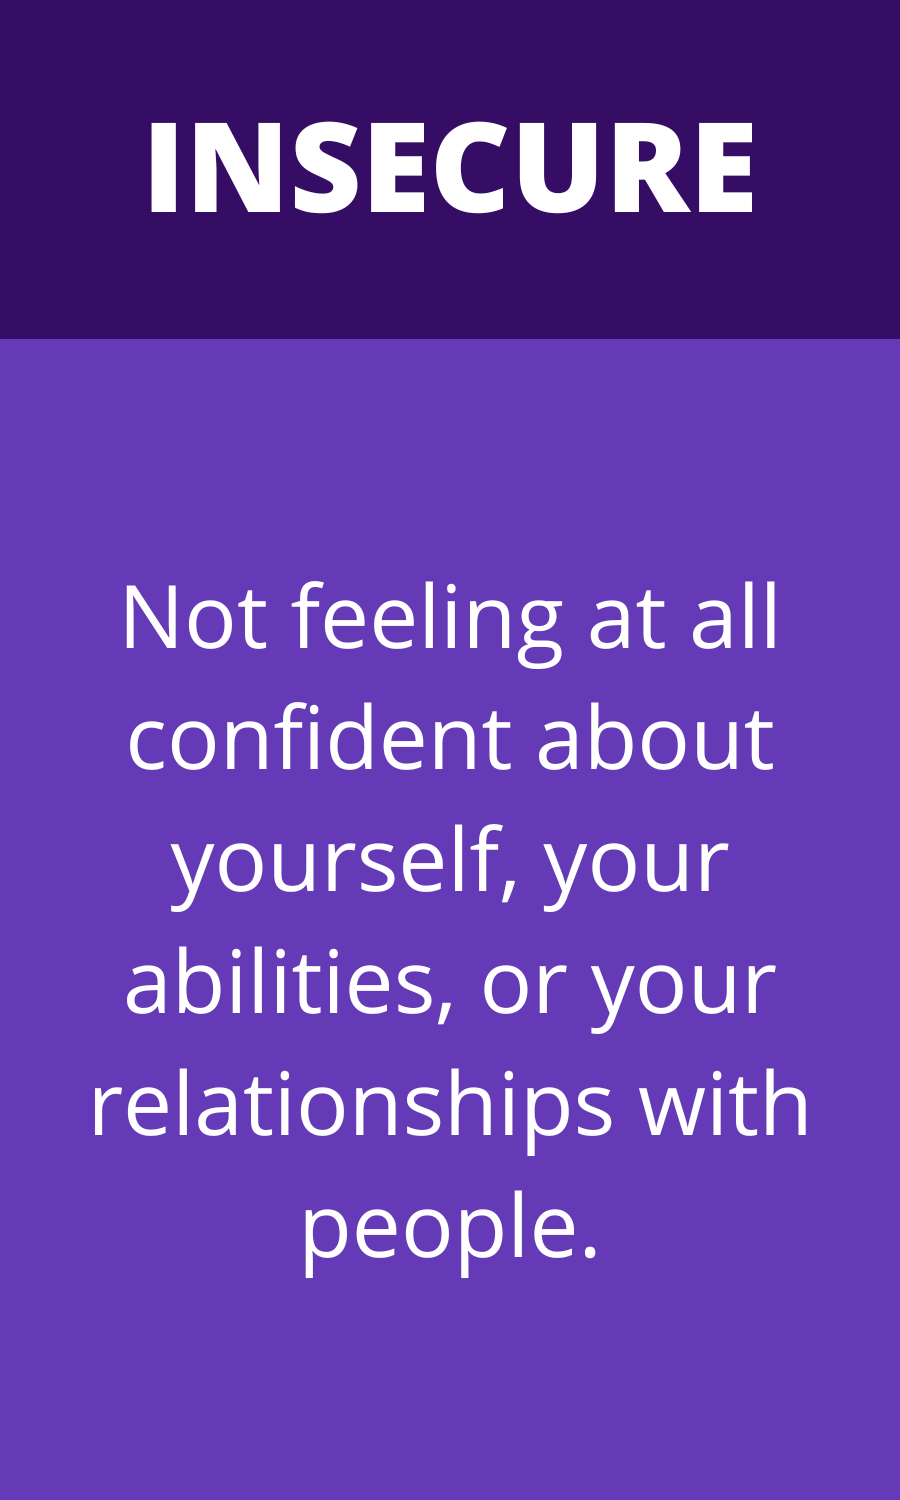 INSECURE
Not feeling at all
confident about
yourself, your
abilities, or your
relationships with
people.